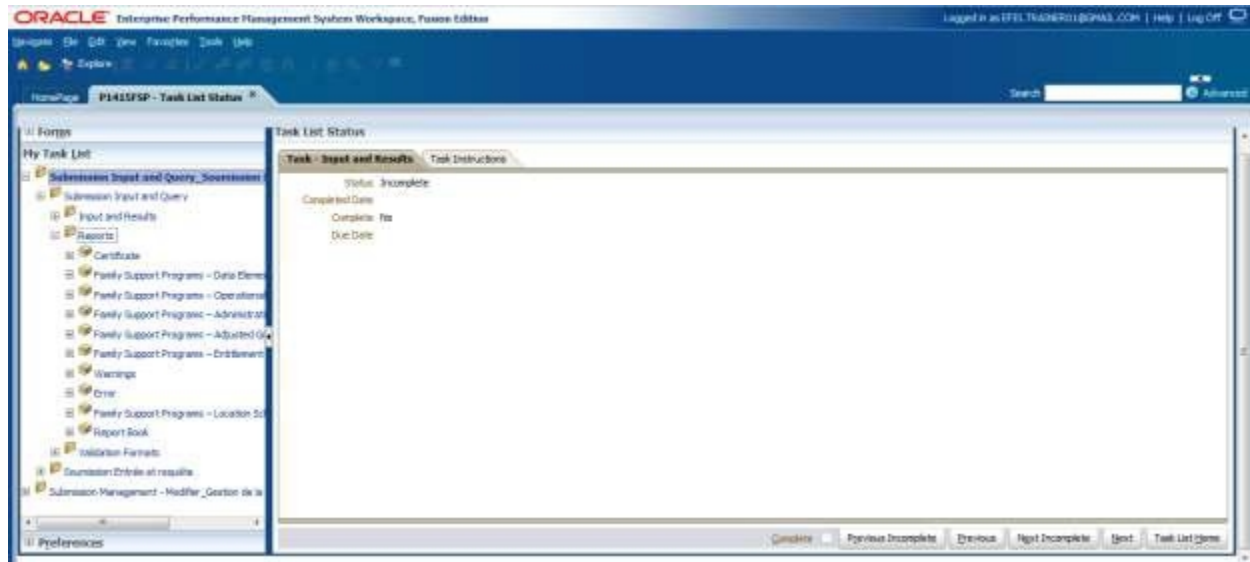 ORACLE Enterprise Performance Management System Workspace, Fusion Edition
Logged in as EFEL.TRAINER01@GMAIL.COM | Help | Log Off
Navigate File Edit View Favorites Tools Help
Explore
HomePage P1415FSP - Task List Status
Search Advanced
Forms
My Task List
Submission Input and Query_Soumission
Submission Input and Query
Input and Results
Reports
Certificate
Family Support Programs - Data Eleme
Family Support Programs - Operational
Family Support Programs - Administrati
Family Support Programs - Adjusted
Family Support Programs - Entitlement
Warnings
Error
Family Support Programs - Location
Report Book
Validation Formats
Soumission Entrée et requête
Submission Management - Modifier_Gestion de la
Preferences
Task List Status
Task - Input and Results Task Instructions
Status Incomplete
Completed Date
Complete No
Due Date
Complete Previous Incomplete Previous Next Incomplete Next Task List Home